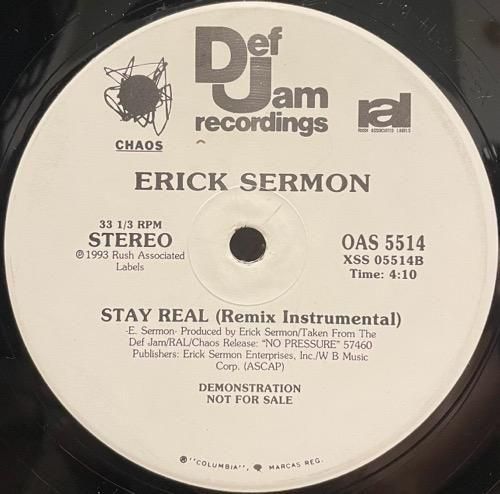 Def
Jam
recordings
CHAOS
ral
RUSH ASSOCIATED LABELS
ERICK SERMON
33 1/3 RPM
STEREO
℗ 1993 Rush Associated
Labels
OAS 5514
XSS 05514B
Time: 4:10
STAY REAL (Remix Instrumental)
-E. Sermon- Produced by Erick Sermon/Taken From The
Def Jam/RAL/Chaos Release: "NO PRESSURE" 57460
Publishers: Erick Sermon Enterprises, Inc./W B Music
Corp. (ASCAP)
DEMONSTRATION
NOT FOR SALE
® "COLUMBIA", MARCAS REG.